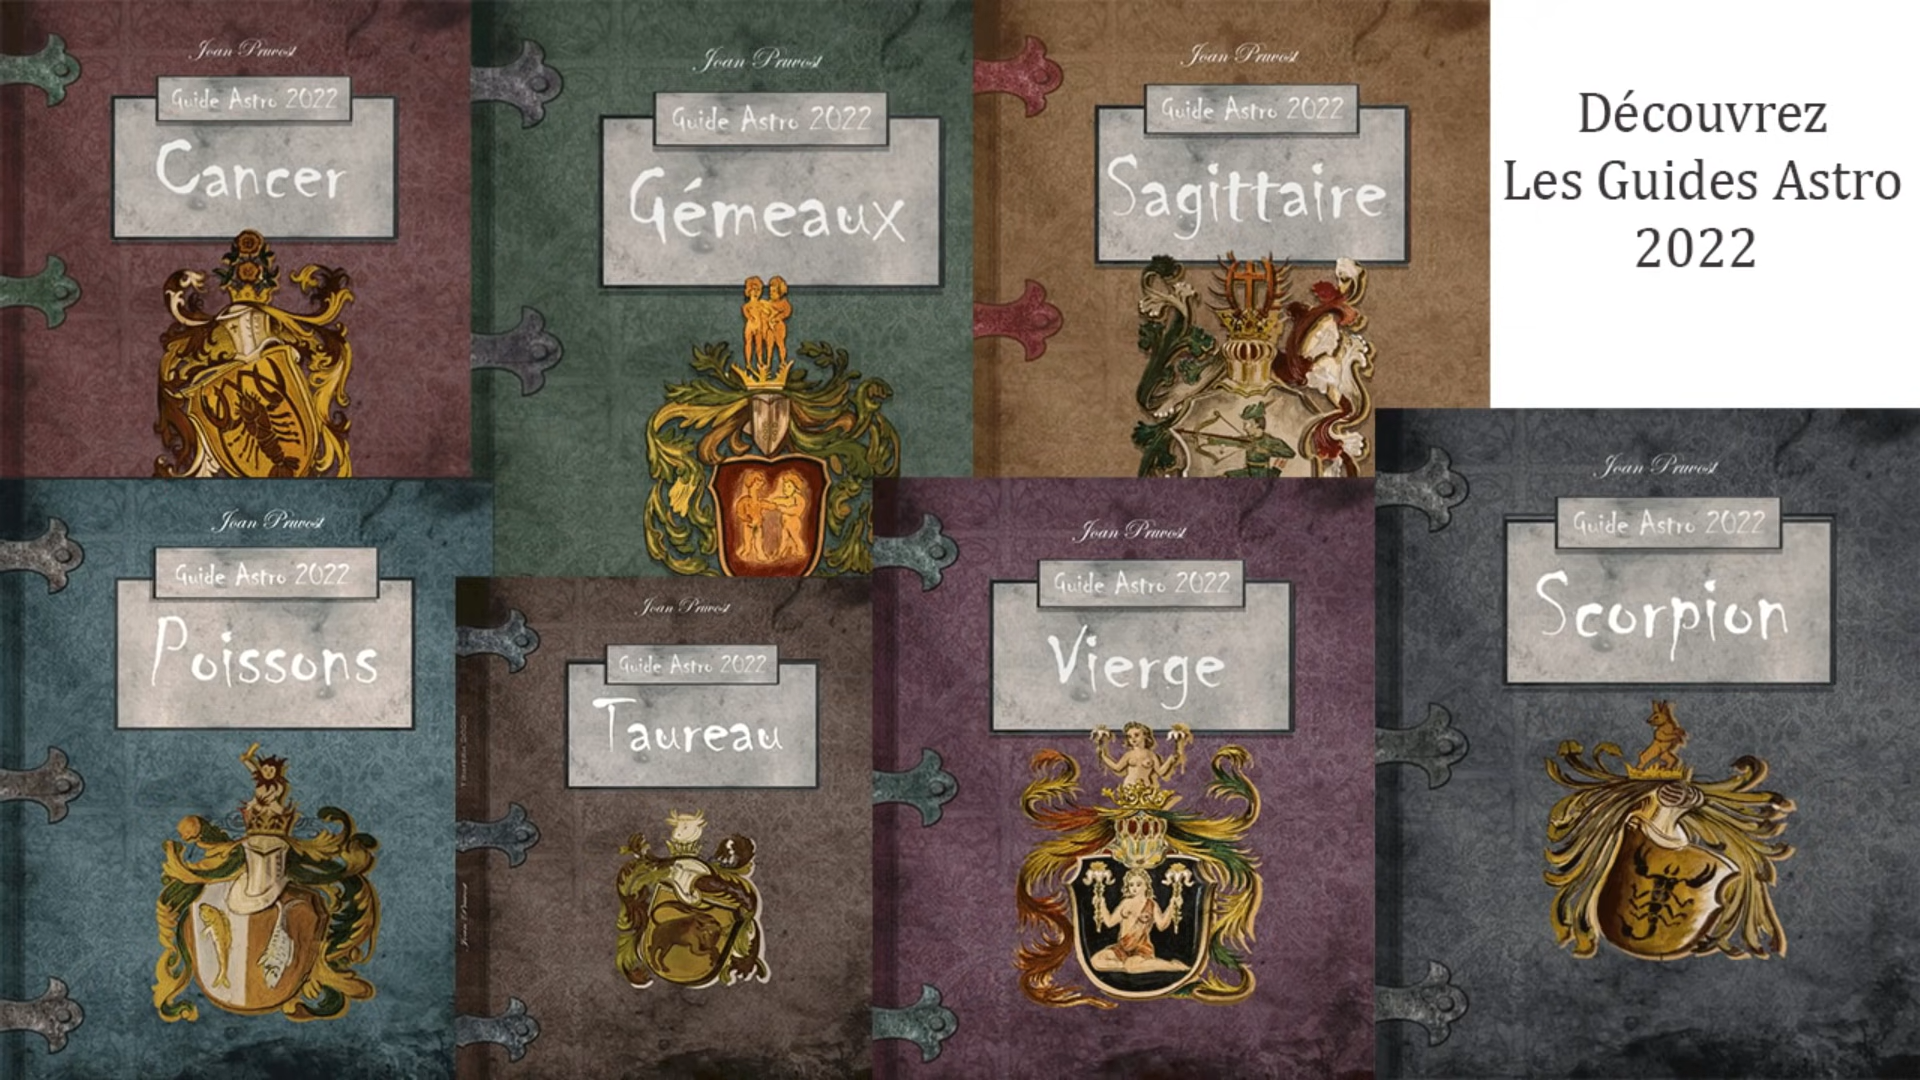 Joan Pruvost
Guide Astro 2022
Cancer
Joan Pruvost
Guide Astro 2022
Gémeaux
Joan Pruvost
Guide Astro 2022
Sagittaire
Découvrez
Les Guides Astro
2022
Joan Pruvost
Guide Astro 2022
Poissons
Joan Pruvost
Guide Astro 2022
Taureau
Joan Pruvost
Guide Astro 2022
Vierge
Joan Pruvost
Guide Astro 2022
Scorpion